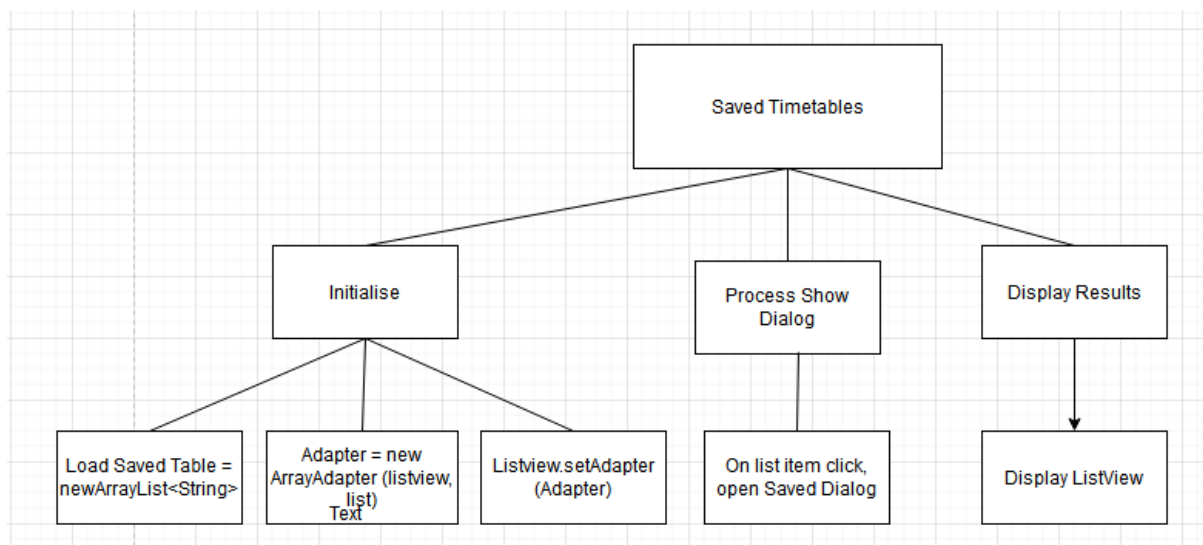 Saved Timetables
Initialise
Process Show
Dialog
Display Results
Load Saved Table =
newArrayList<String>
Adapter = new
ArrayAdapter (listview,
list)
Text
Listview.setAdapter
(Adapter)
On list item click,
open Saved Dialog
Display ListView